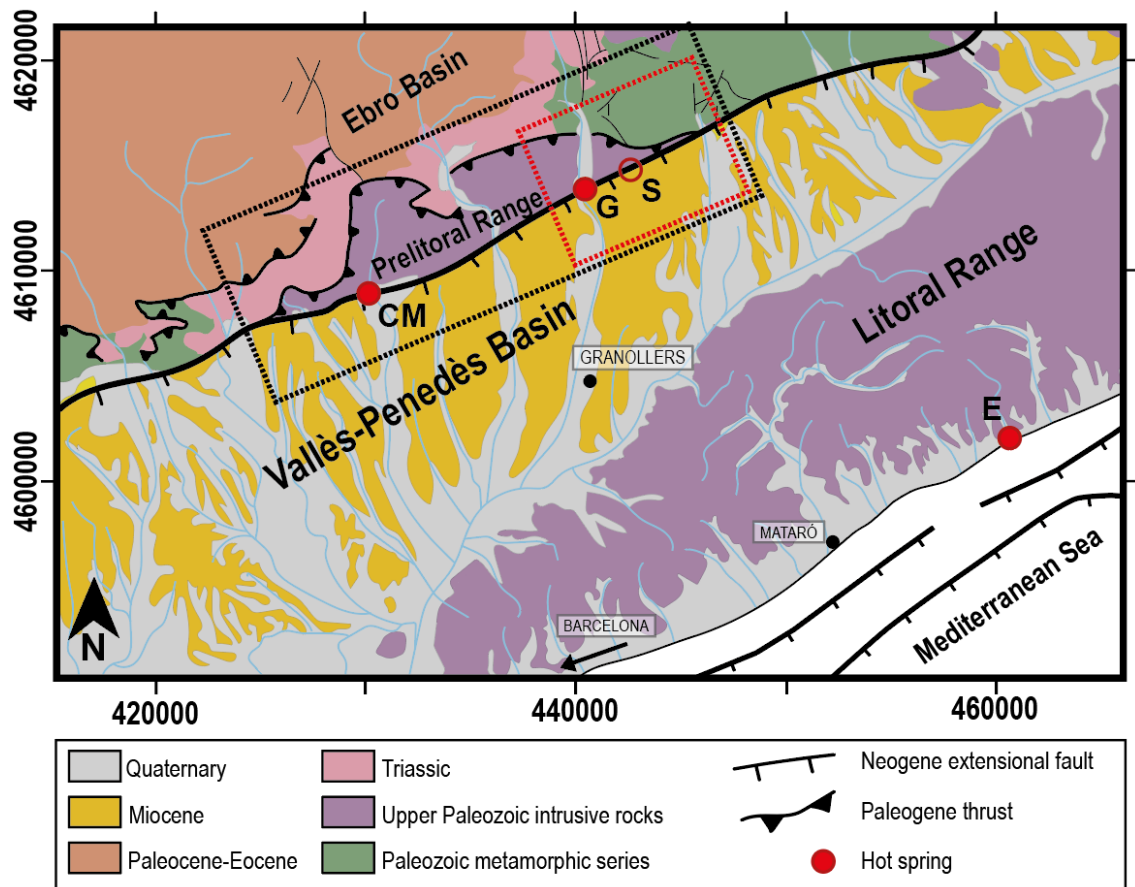 4620000
4610000
4600000
Ebro Basin
Prelitoral Range
G
S
CM
Vallès-Penedès Basin
GRANOLLERS
Litoral Range
E
MATARÓ
BARCELONA
Mediterranean Sea
N
420000
440000
460000
Quaternary
Miocene
Paleocene-Eocene
Triassic
Upper Paleozoic intrusive rocks
Paleozoic metamorphic series
Neogene extensional fault
Paleogene thrust
Hot spring